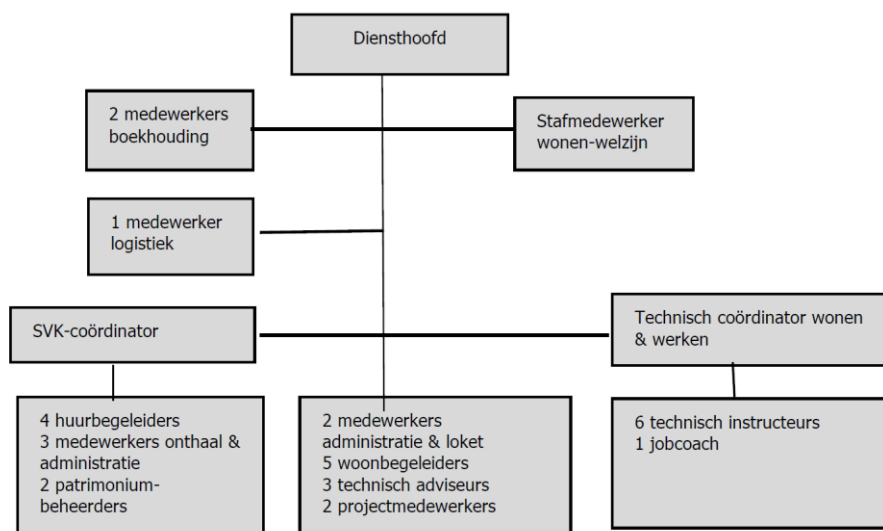 Diensthoofd
2 medewerkers
boekhouding
Stafmedewerker
wonen-welzijn
1 medewerker
logistiek
SVK-coördinator
Technisch coördinator wonen
& werken
4 huurbegeleiders
3 medewerkers onthaal &
administratie
2 patrimonium-
beheerders
2 medewerkers
administratie & loket
5 woonbegeleiders
3 technisch adviseurs
2 projectmedewerkers
6 technisch instructeurs
1 jobcoach